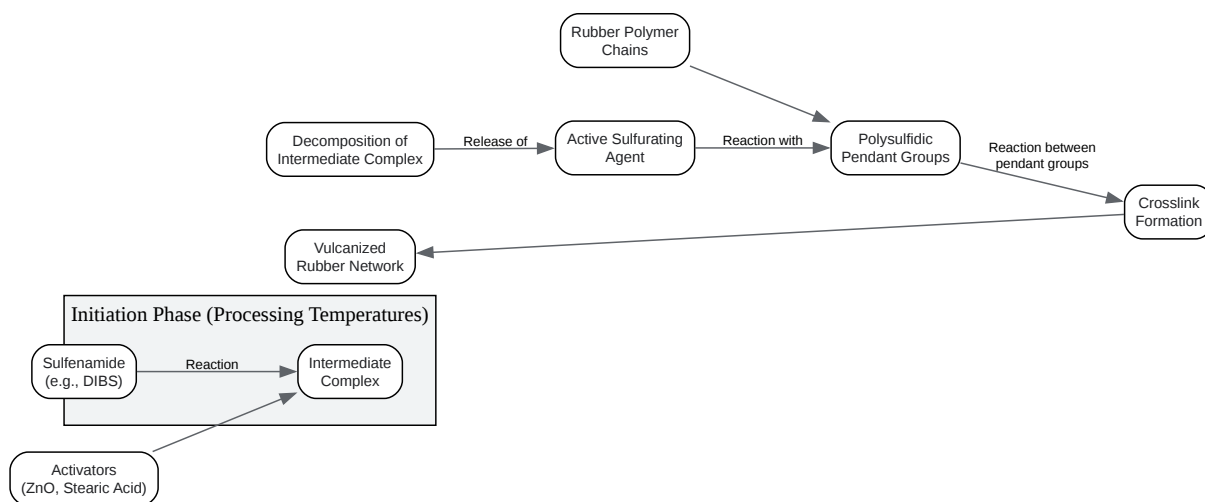 Rubber Polymer
Chains
Decomposition of
Intermediate Complex
Release of
Active Sulfurating
Agent
Reaction with
Polysulfidic
Pendant Groups
Reaction between
pendant groups
Crosslink
Formation
Vulcanized
Rubber Network
Initiation Phase (Processing Temperatures)
Sulfenamide
(e.g., DIBS)
Reaction
Intermediate
Complex
Activators
(ZnO, Stearic Acid)